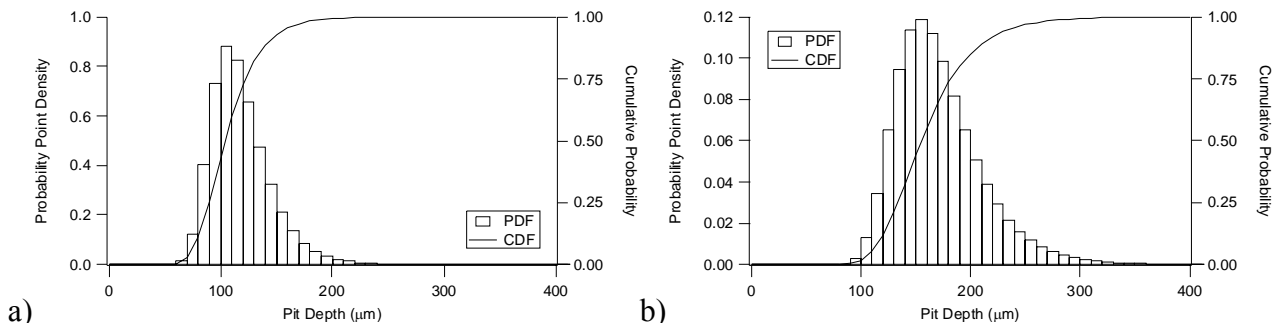 a)
Probability Point Density
1.0
0.8
0.6
0.4
0.2
0.0
0
100
200
300
400
Pit Depth (μm)
1.00
0.75
0.50
0.25
0.00
Cumulative Probability
PDF
CDF
b)
Probability Point Density
0.12
0.10
0.08
0.06
0.04
0.02
0.00
0
100
200
300
400
Pit Depth (μm)
1.00
0.75
0.50
0.25
0.00
Cumulative Probability
PDF
CDF